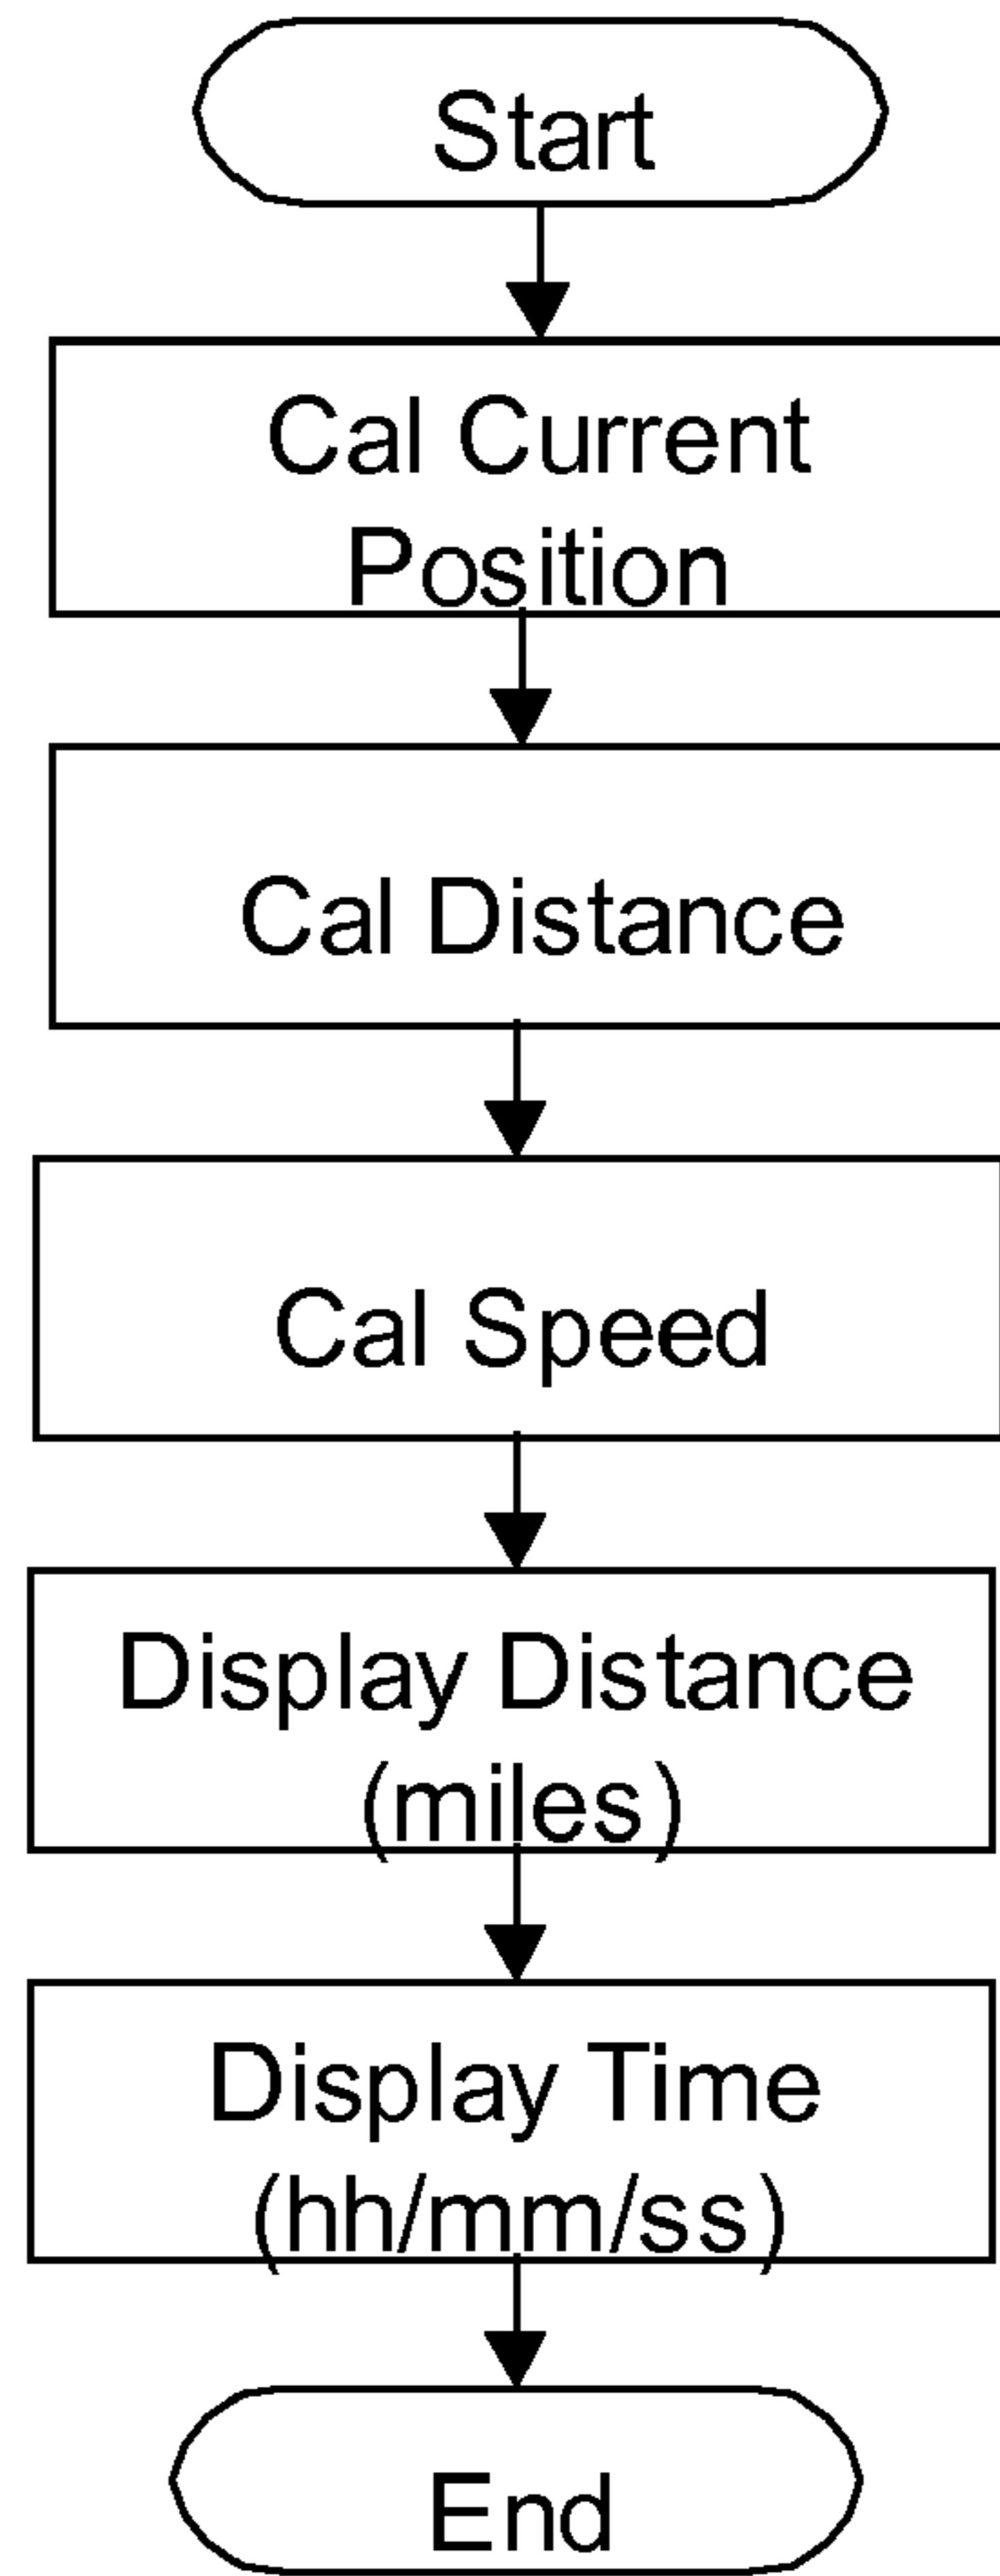 Start
Cal Current
Position
Cal Distance
Cal Speed
Display Distance
(miles)
Display Time
(hh/mm/ss)
End